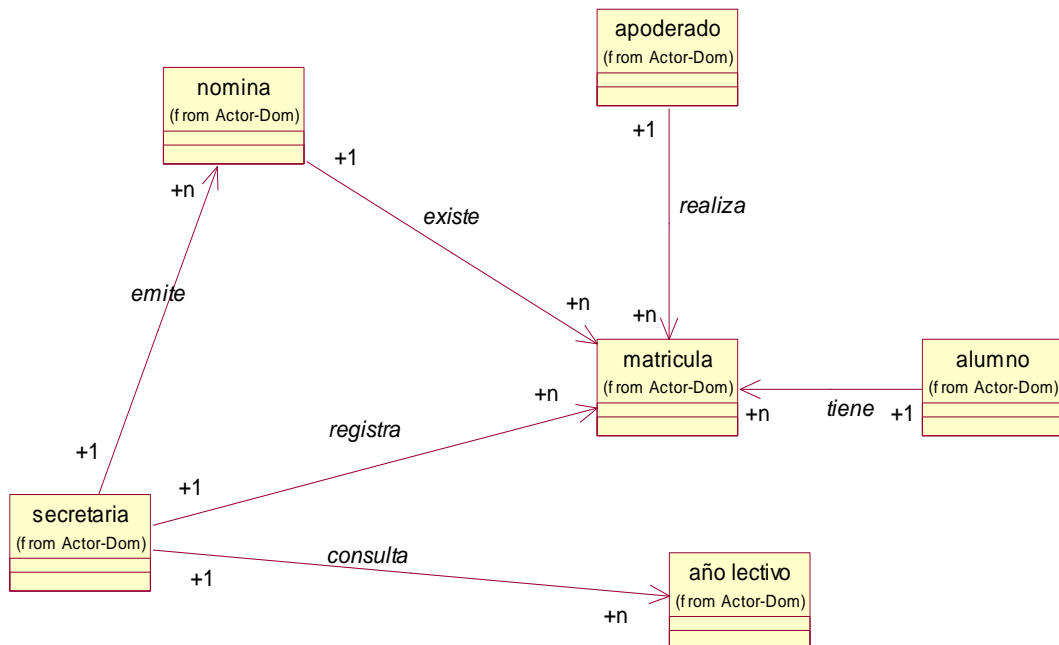 apoderado
(from Actor-Dom)
nomina
(from Actor-Dom)
+1
+1
+n
existe
realiza
emite
+n
+n
matricula
(from Actor-Dom)
alumno
(from Actor-Dom)
+n
+n
tiene
+1
registra
+1
+1
secretaria
(from Actor-Dom)
consulta
+1
+n
año lectivo
(from Actor-Dom)